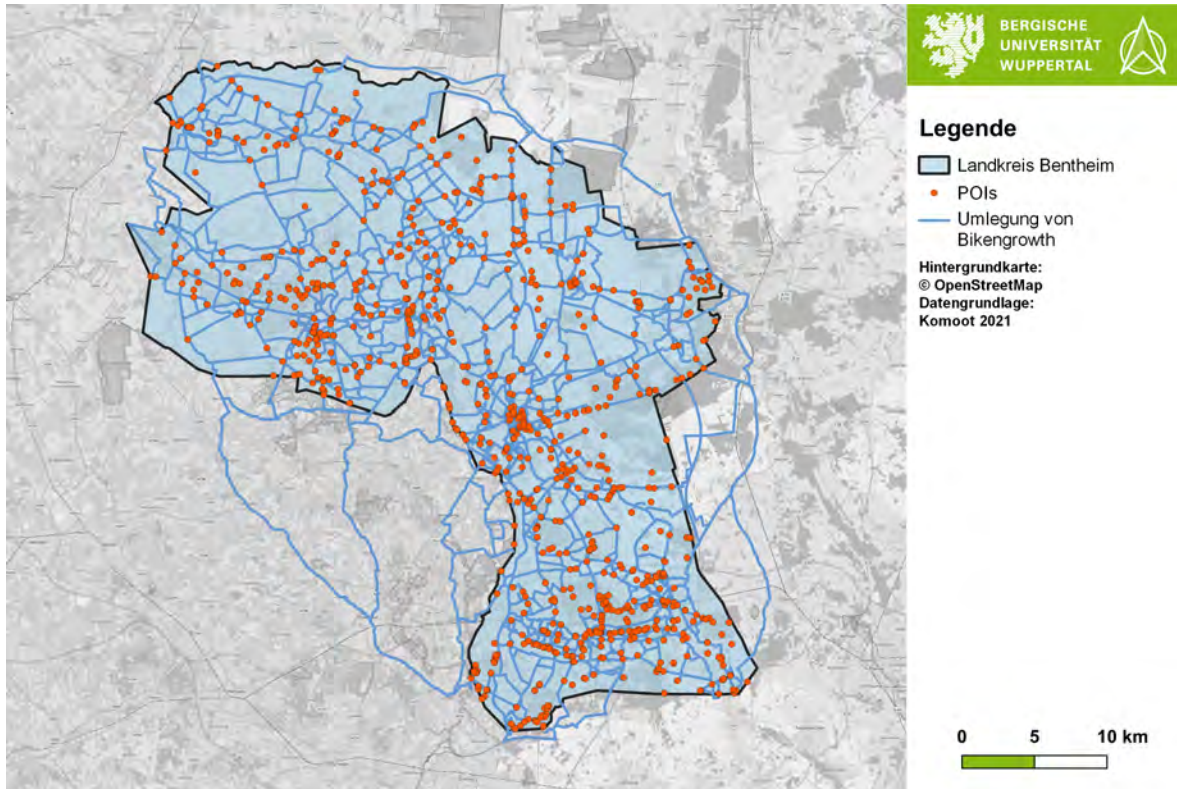 BERGISCHE
UNIVERSITÄT
WUPPERTAL
Legende
Landkreis Bentheim
POIs
Umlegung von
Bikengrowth
Hintergrundkarte:
© OpenStreetMap
Datengrundlage:
Komoot 2021
0 5 10 km